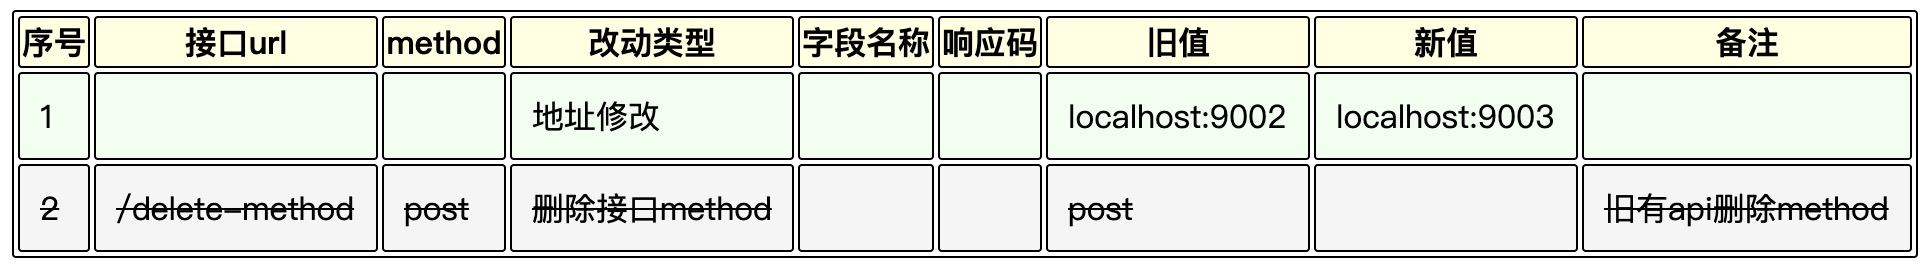 序号 接口url method 改动类型 字段名称 响应码 旧值 新值 备注
1 地址修改 localhost:9002 localhost:9003
2 /delete-method post 删除接口method post 旧有api删除method